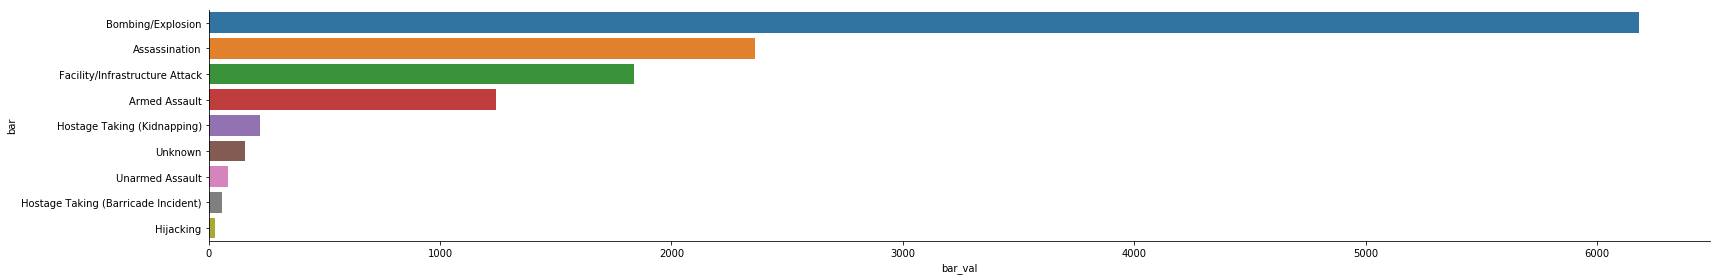 Bombing/Explosion
Assassination
Facility/Infrastructure Attack
Armed Assault
Hostage Taking (Kidnapping)
Unknown
Unarmed Assault
Hostage Taking (Barricade Incident)
Hijacking
bar
0 1000 2000 3000 4000 5000 6000
bar_val